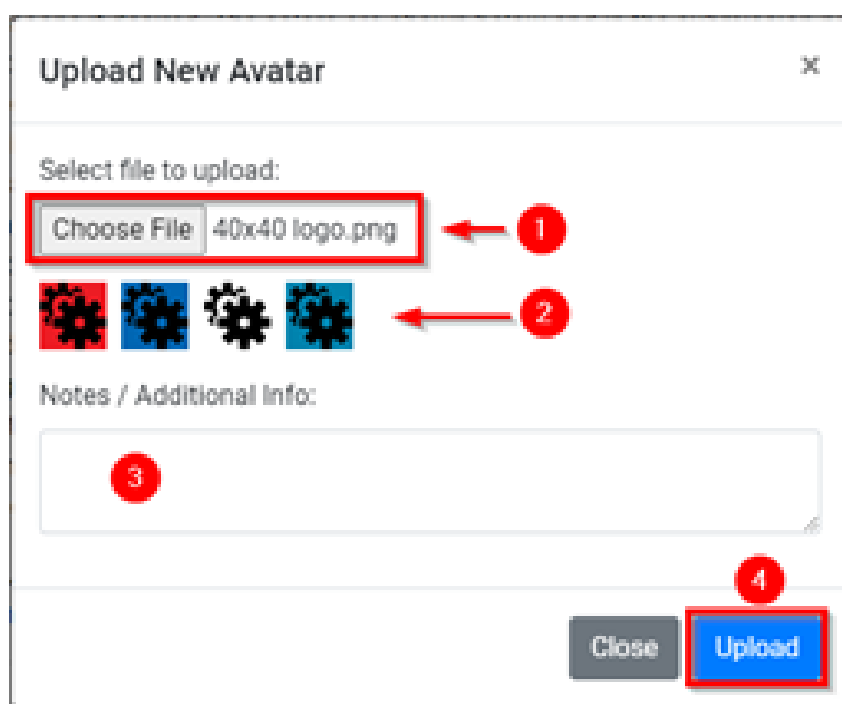 Upload New Avatar ×
Select file to upload:
Choose File 40x40 logo.png 1
2
Notes / Additional Info:
3
4
Close Upload